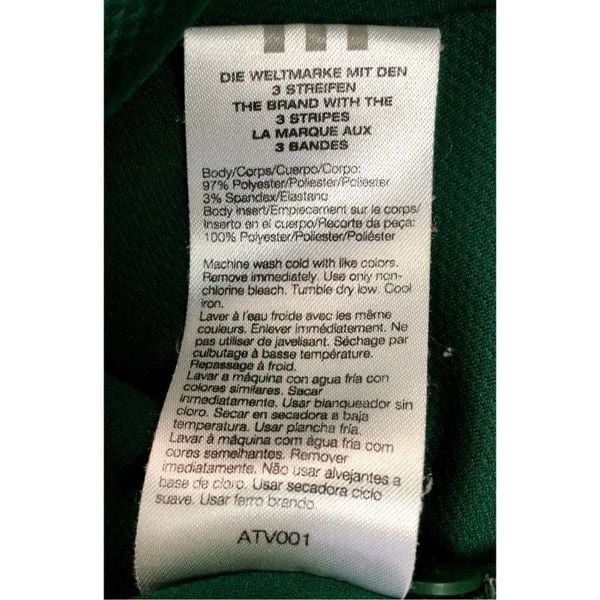 DIE WELTMARKE MIT DEN
3 STREIFEN
THE BRAND WITH THE
3 STRIPES
LA MARQUE AUX
3 BANDES
Body/Corps/Cuerpo/Corpo:
97% Polyester/Poliester/Poliester
3% Spandex/Elastano
Body insert/Empiecement sur le corps/
Inserto en el cuerpo/Recorte da peça:
100% Polyester/Poliester/Poliéster
Machine wash cold with like colors.
Remove immediately. Use only non-
chlorine bleach. Tumble dry low. Cool
iron.
Laver à l'eau froide avec les même
couleurs. Enlever immédiatement. Ne
pas utiliser de javelisant. Séchage par
culbutage à basse température.
Repassage à froid.
Lavar a máquina con agua fría con
colores similares. Sacar
inmediatamente. Usar blanqueador sin
cloro. Secar en secadora a baja
temperatura. Usar plancha fría.
Lavar à máquina com água fria com
cores semelhantes. Remover
imediatamente. Não usar alvejantes a
base de cloro. Usar secadora ciclo
suave. Usar ferro brando.
ATV001